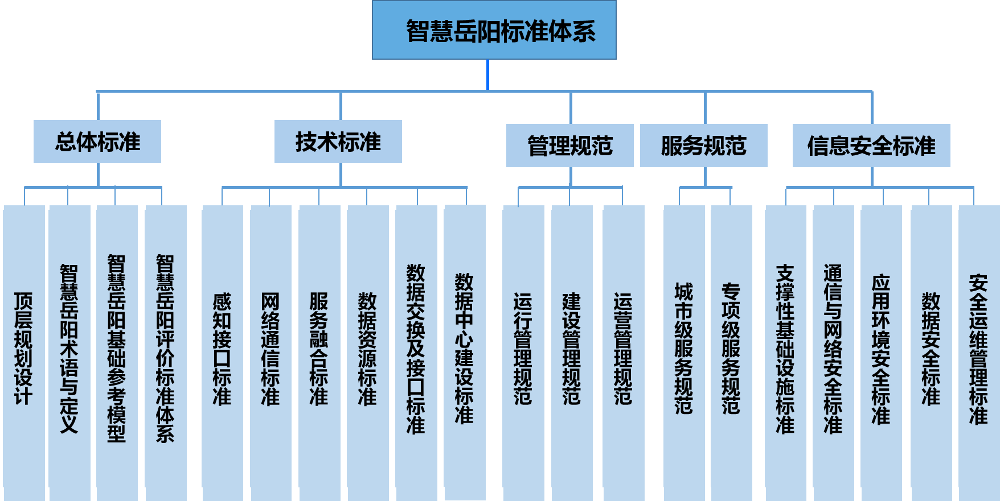 智慧岳阳标准体系
总体标准
技术标准
管理规范
服务规范
信息安全标准
顶层规划设计
智慧岳阳术语与定义
智慧岳阳基础参考模型
智慧岳阳评价标准体系
感知接口标准
网络通信标准
服务融合标准
数据资源标准
数据交换及接口标准
数据中心建设标准
运行管理规范
建设管理规范
运营管理规范
城市级服务规范
专项级服务规范
支撑性基础设施标准
通信与网络安全标准
应用环境安全标准
数据安全标准
安全运维管理标准